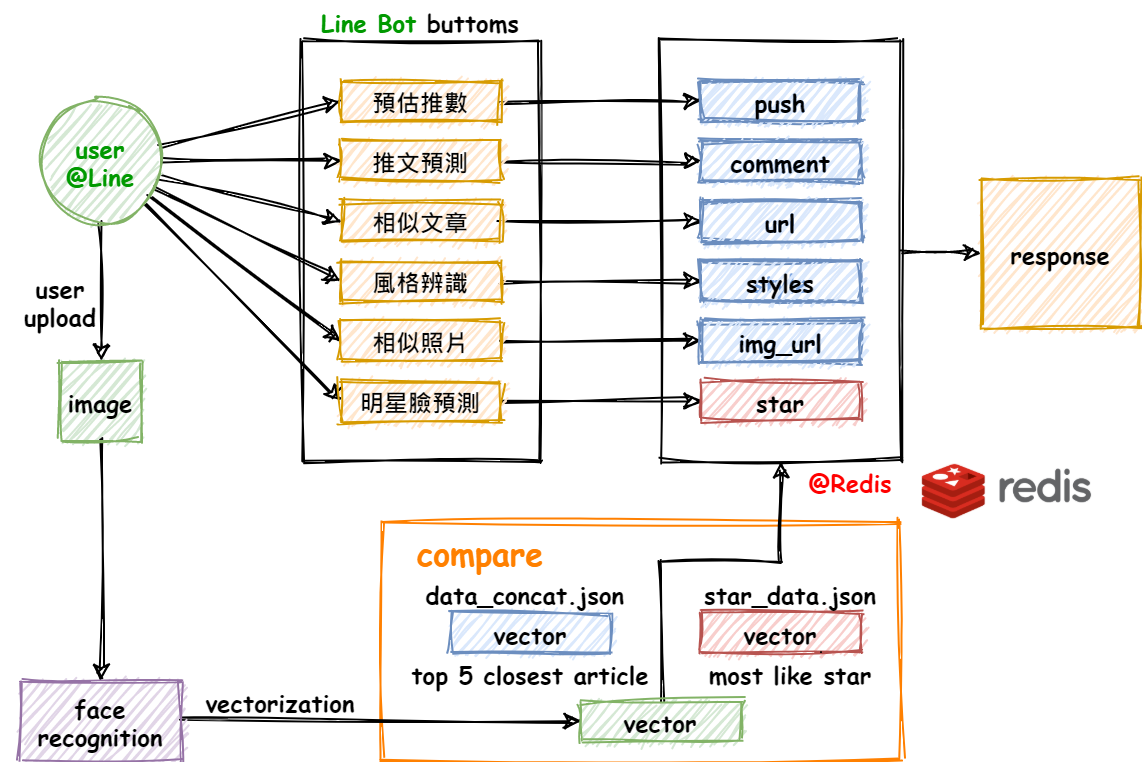 Line Bot buttoms
user
@Line
預估推數
推文預測
相似文章
風格辨識
相似照片
明星臉預測
push
comment
url
styles
img_url
star
response
user
upload
image
@Redis
redis
compare
data_concat.json
vector
top 5 closest article
star_data.json
vector
most like star
face
recognition
vectorization
vector